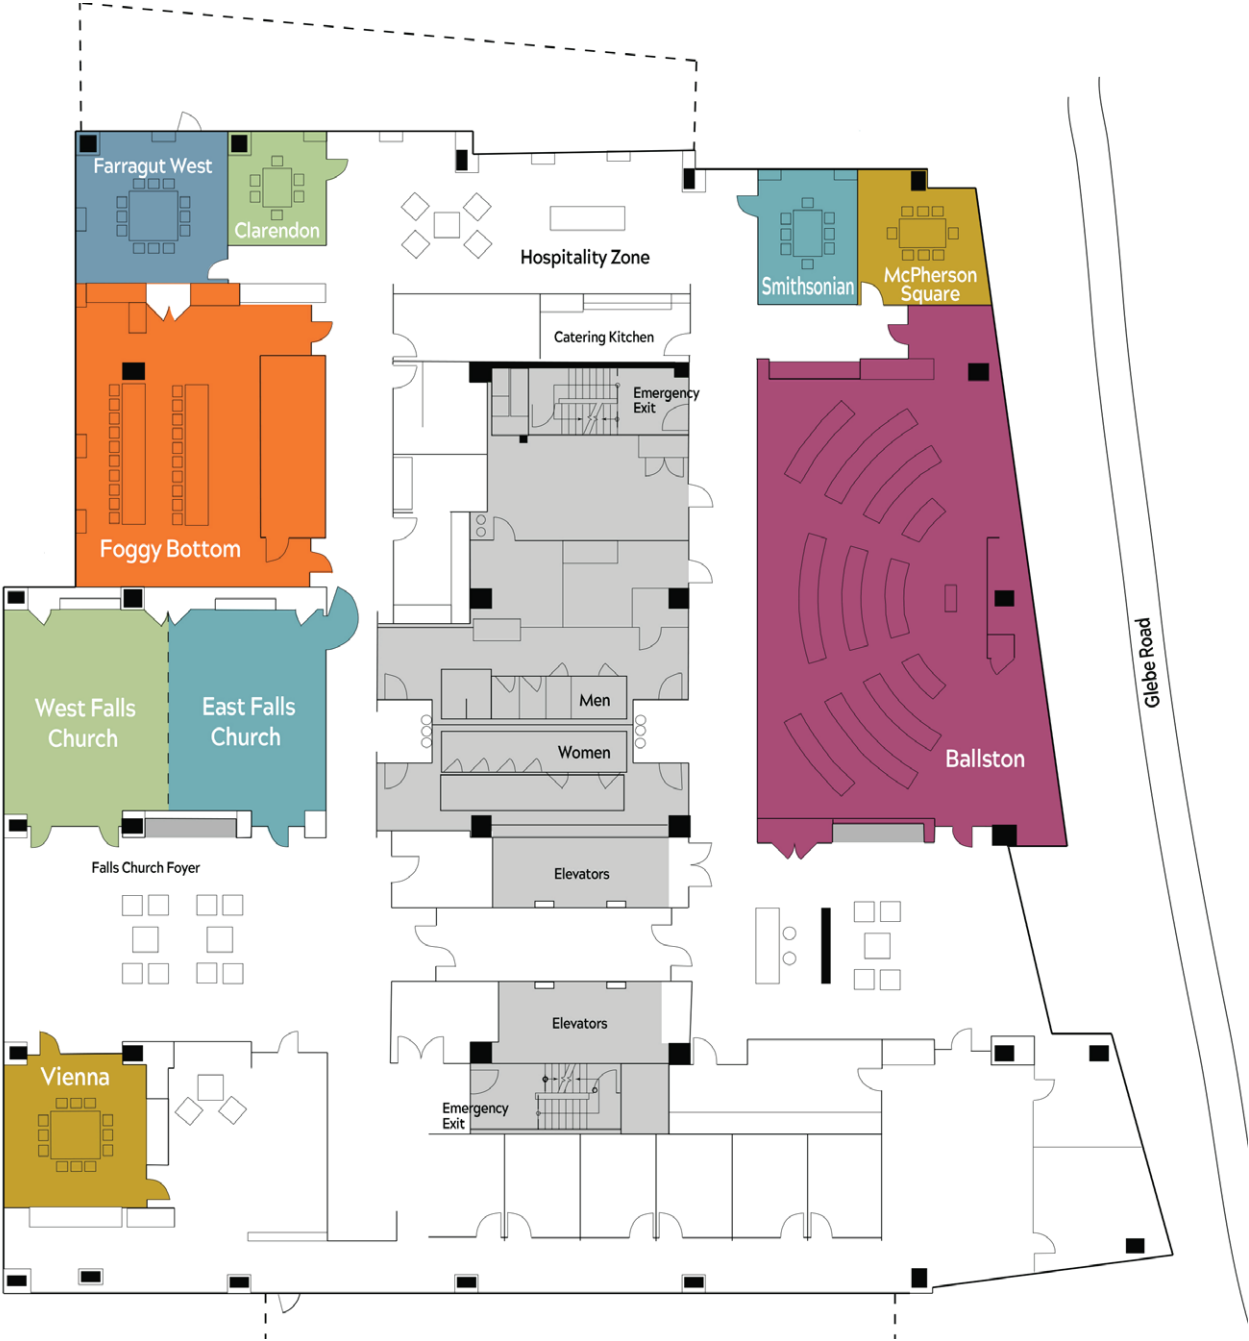 Farragut West
Clarendon
Hospitality Zone
Smithsonian
McPherson
Square
Catering Kitchen
Emergency
Exit
Foggy Bottom
West Falls
Church
East Falls
Church
Men
Women
Glebe Road
Ballston
Falls Church Foyer
Elevators
Elevators
Vienna
Emergency
Exit